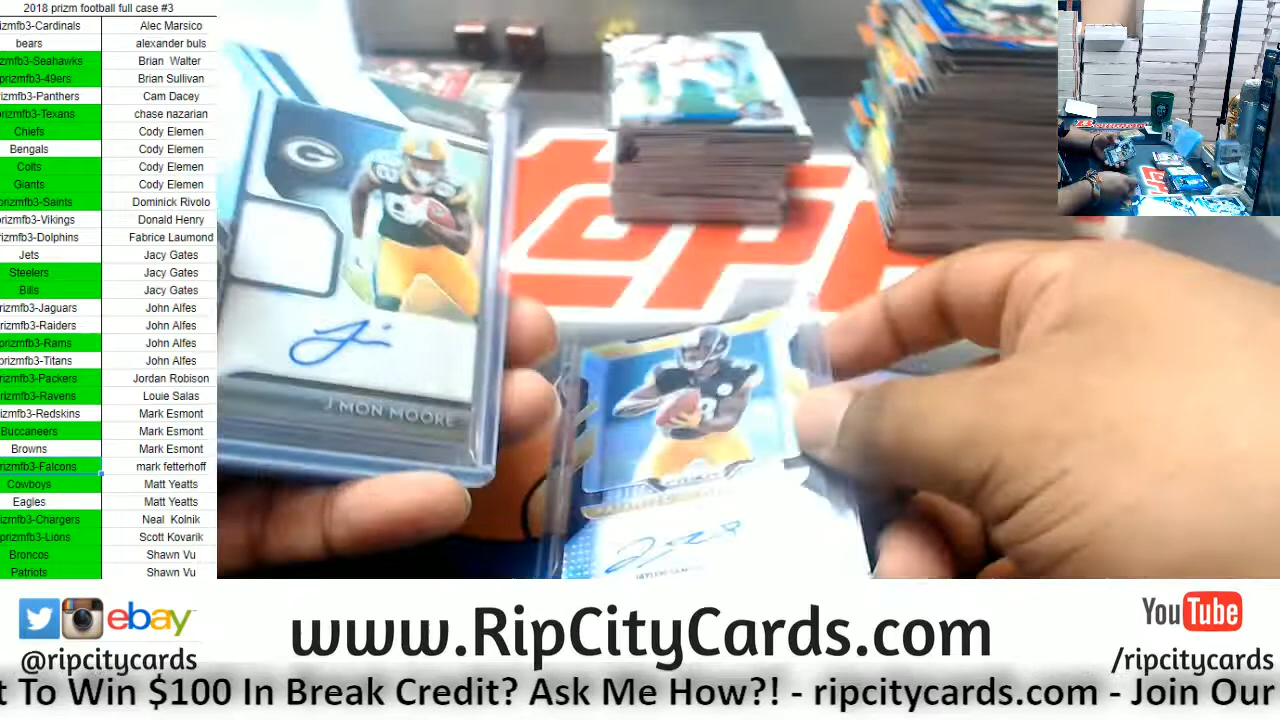 2018 prizm football full case #3
izmfb3-Cardinals Alec Marsico
bears alexander buls
zmfb3-Seahawks Brian Walter
prizmfb3-49ers Brian Sullivan
rizmfb3-Panthers Cam Dacey
rizmfb3-Texans chase nazarian
Chiefs Cody Elemen
Bengals Cody Elemen
Colts Cody Elemen
Giants Cody Elemen
prizmfb3-Saints Dominick Rivolo
rizmfb3-Vikings Donald Henry
izmfb3-Dolphins Fabrice Laumond
Jets Jacy Gates
Steelers Jacy Gates
Bills Jacy Gates
rizmfb3-Jaguars John Alfes
rizmfb3-Raiders John Alfes
prizmfb3-Rams John Alfes
prizmfb3-Titans John Alfes
rizmfb3-Packers Jordan Robison
rizmfb3-Ravens Louie Salas
izmfb3-Redskins Mark Esmont
Buccaneers Mark Esmont
Browns Mark Esmont
rizmfb3-Falcons mark fetterhoff
Cowboys Matt Yeatts
Eagles Matt Yeatts
izmfb3-Chargers Neal Kolnik
prizmfb3-Lions Scott Kovarik
Broncos Shawn Vu
Patriots Shawn Vu
G
J'MON MOORE
ebay
@ripcitycards
www.RipCityCards.com
YouTube
/ripcitycards
t To Win $100 In Break Credit? Ask Me How?! - ripcitycards.com - Join Our